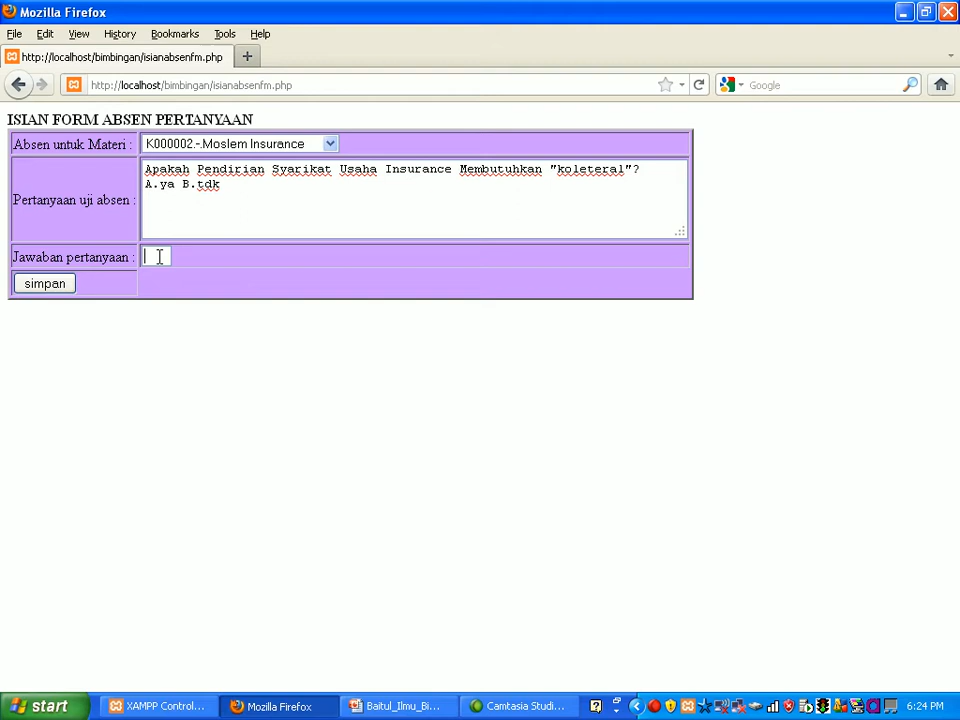 Mozilla Firefox
File Edit View History Bookmarks Tools Help
http://localhost/bimbingan/isianabsenfm.php
http://localhost/bimbingan/isianabsenfm.php
Google
ISIAN FORM ABSEN PERTANYAAN
Absen untuk Materi : K000002.-.Moslem Insurance
Pertanyaan uji absen : Apakah Pendirian Syarikat Usaha Insurance Membutuhkan "koleteral"?
A.ya B.tdk
Jawaban pertanyaan :
simpan
start XAMPP Control... Mozilla Firefox Baitul_Ilmu_Bi... Camtasia Studi... 6:24 PM